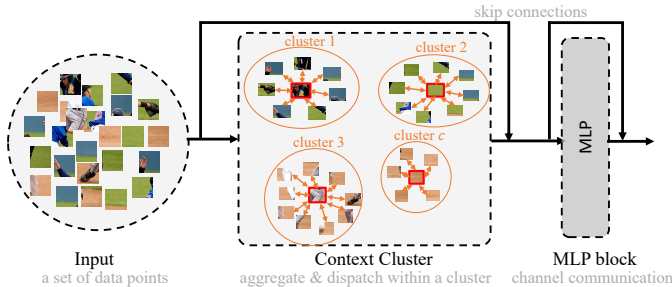 skip connections
cluster 1
cluster 2
cluster 3
cluster c
MLP
Input
a set of data points
Context Cluster
aggregate & dispatch within a cluster
MLP block
channel communication